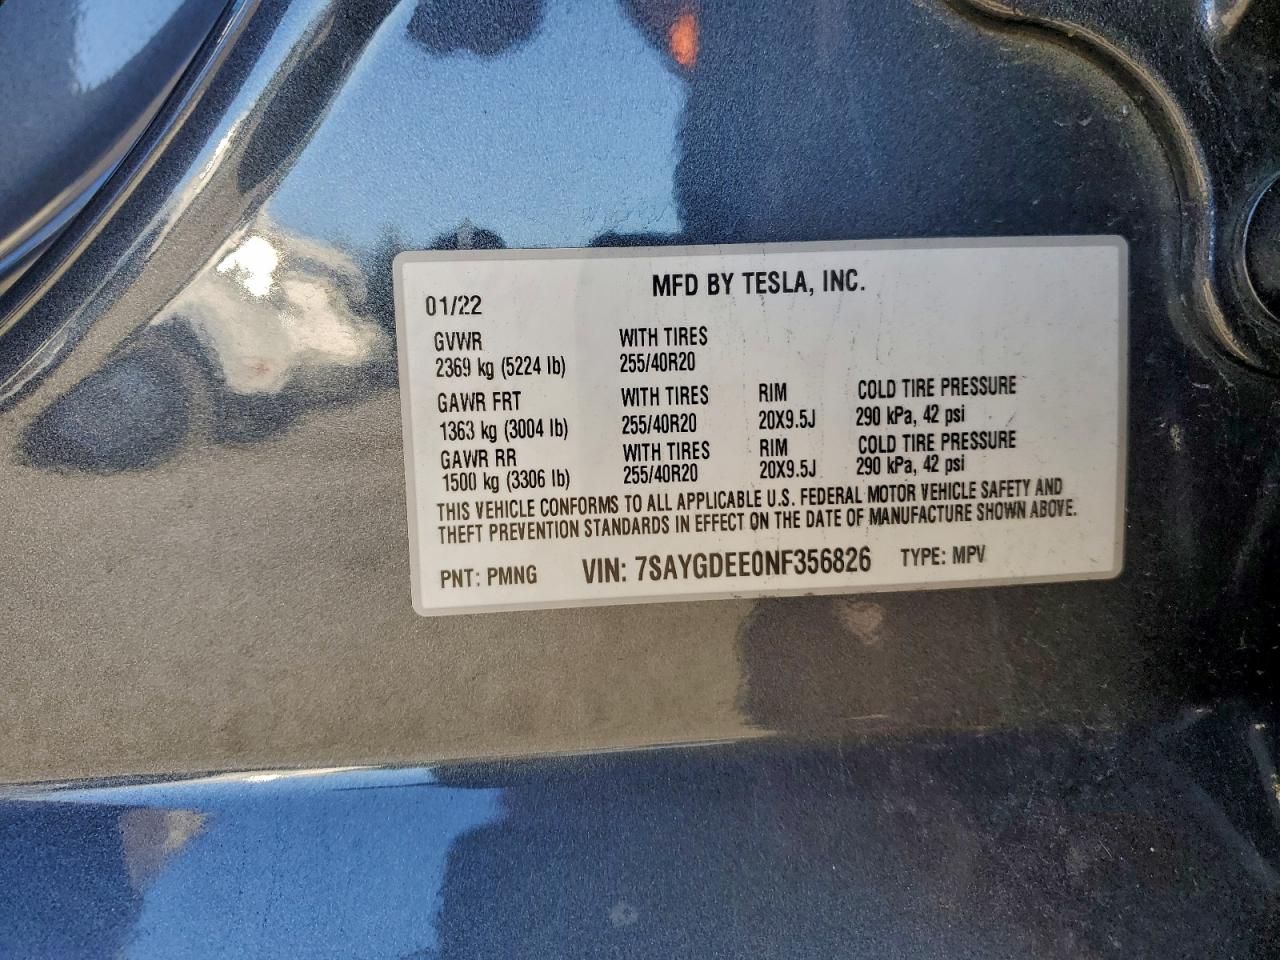 MFD BY TESLA, INC.
01/22
GVWR WITH TIRES
2369 kg (5224 lb) 255/40R20
GAWR FRT WITH TIRES RIM COLD TIRE PRESSURE
1363 kg (3004 lb) 255/40R20 20X9.5J 290 kPa, 42 psi
GAWR RR WITH TIRES RIM COLD TIRE PRESSURE
1500 kg (3306 lb) 255/40R20 20X9.5J 290 kPa, 42 psi
THIS VEHICLE CONFORMS TO ALL APPLICABLE U.S. FEDERAL MOTOR VEHICLE SAFETY AND
THEFT PREVENTION STANDARDS IN EFFECT ON THE DATE OF MANUFACTURE SHOWN ABOVE.
PNT: PMNG VIN: 7SAYGDEE0NF356826 TYPE: MPV